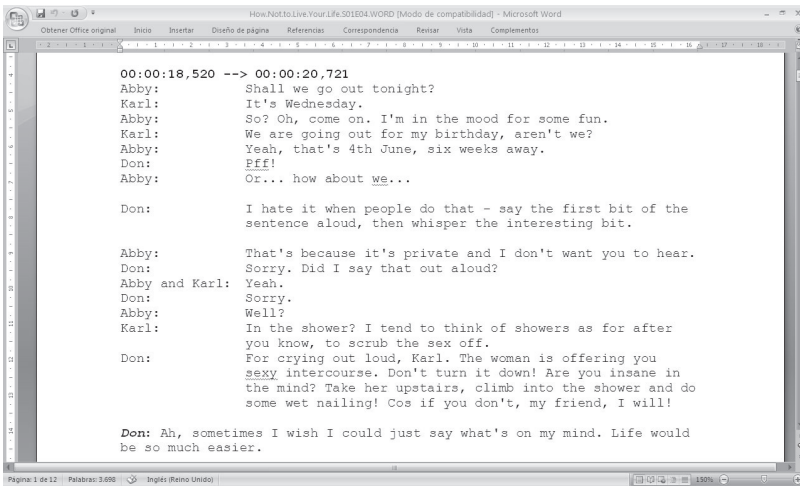 How.Not.to.Live.Your.Life.S01E04.WORD [Modo de compatibilidad] - Microsoft Word
Obtener Office original Inicio Insertar Diseño de página Referencias Correspondencia Revisar Vista Complementos
00:00:18,520 --> 00:00:20,721
Abby: Shall we go out tonight?
Karl: It's Wednesday.
Abby: So? Oh, come on. I'm in the mood for some fun.
Karl: We are going out for my birthday, aren't we?
Abby: Yeah, that's 4th June, six weeks away.
Don: Pff!
Abby: Or... how about we...
Don: I hate it when people do that – say the first bit of the
sentence aloud, then whisper the interesting bit.
Abby: That's because it's private and I don't want you to hear.
Don: Sorry. Did I say that out aloud?
Abby and Karl: Yeah.
Don: Sorry.
Abby: Well?
Karl: In the shower? I tend to think of showers as for after
you know, to scrub the sex off.
Don: For crying out loud, Karl. The woman is offering you
sexy intercourse. Don't turn it down! Are you insane in
the mind? Take her upstairs, climb into the shower and do
some wet nailing! Cos if you don't, my friend, I will!
Don: Ah, sometimes I wish I could just say what's on my mind. Life would
be so much easier.
Página: 1 de 12 Palabras: 3.698 Inglés (Reino Unido) 150%